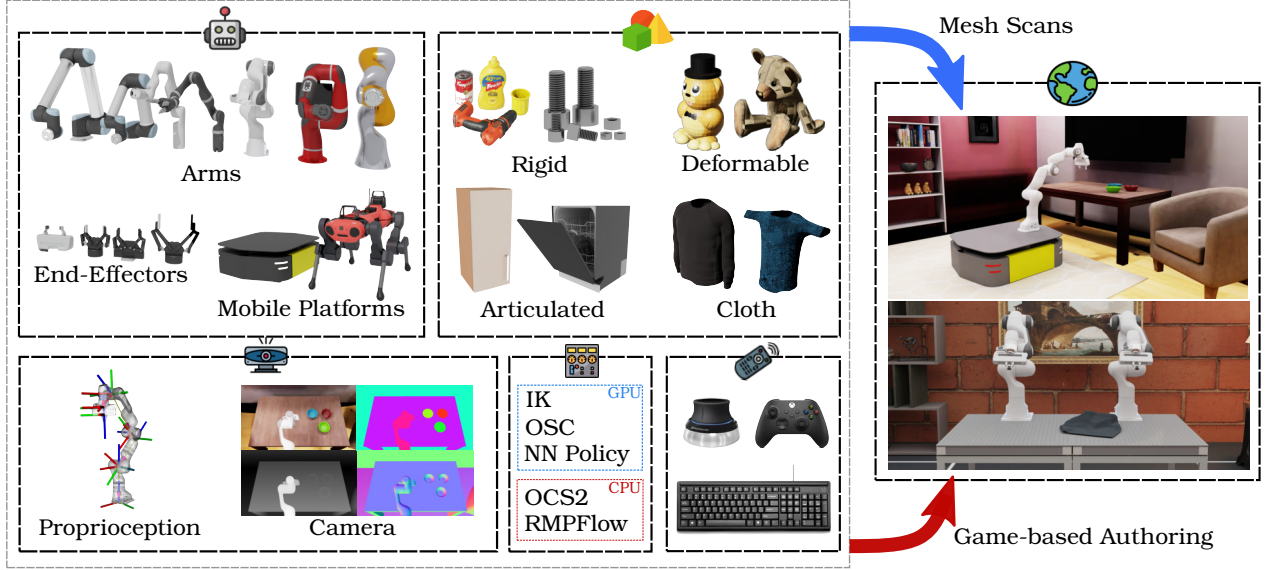 Mesh Scans
Arms
Rigid
Deformable
End-Effectors
Mobile Platforms
Articulated
Cloth
Proprioception
Camera
GPU
IK
OSC
NN Policy
CPU
OCS2
RMPFlow
Game-based Authoring